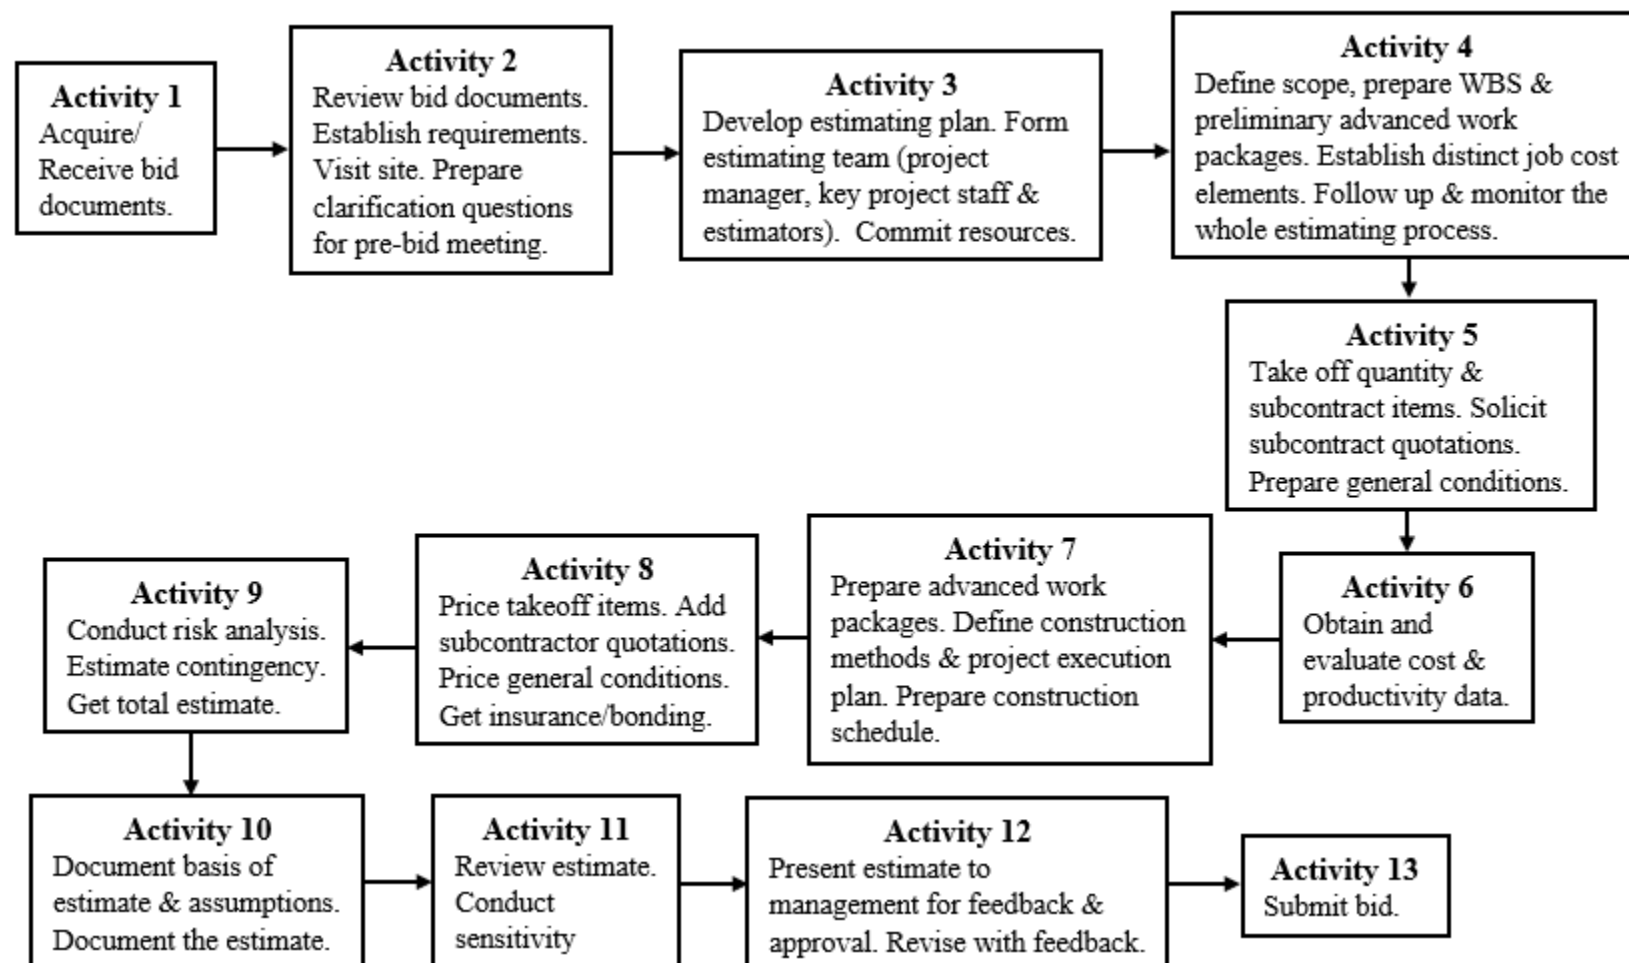 Activity 1
Acquire/
Receive bid
documents.
Activity 2
Review bid documents.
Establish requirements.
Visit site. Prepare
clarification questions
for pre-bid meeting.
Activity 3
Develop estimating plan. Form
estimating team (project
manager, key project staff &
estimators).  Commit resources.
Activity 4
Define scope, prepare WBS &
preliminary advanced work
packages. Establish distinct job cost
elements. Follow up & monitor the
whole estimating process.
Activity 5
Take off quantity &
subcontract items. Solicit
subcontract quotations.
Prepare general conditions.
Activity 6
Obtain and
evaluate cost &
productivity data.
Activity 7
Prepare advanced work
packages. Define construction
methods & project execution
plan. Prepare construction
schedule.
Activity 8
Price takeoff items. Add
subcontractor quotations.
Price general conditions.
Get insurance/bonding.
Activity 9
Conduct risk analysis.
Estimate contingency.
Get total estimate.
Activity 10
Document basis of
estimate & assumptions.
Document the estimate.
Activity 11
Review estimate.
Conduct
sensitivity
Activity 12
Present estimate to
management for feedback &
approval. Revise with feedback.
Activity 13
Submit bid.